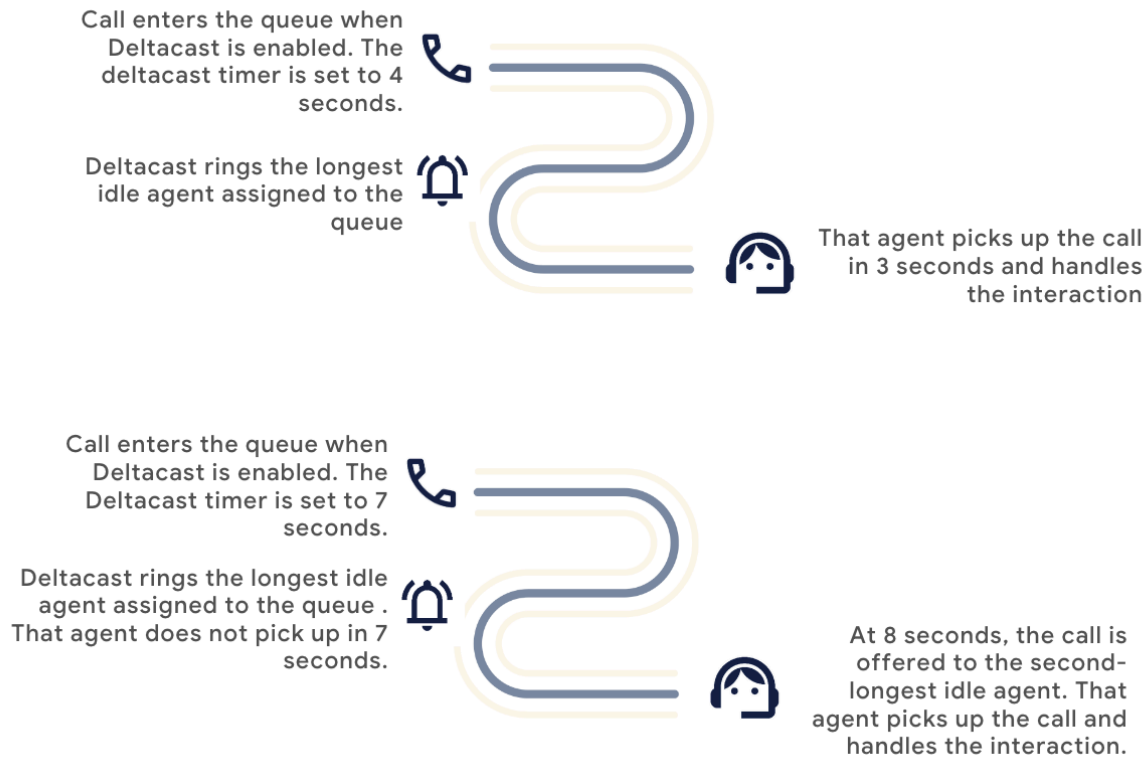 Call enters the queue when
Deltacast is enabled. The
deltacast timer is set to 4
seconds.
Deltacast rings the longest
idle agent assigned to the
queue
That agent picks up the call
in 3 seconds and handles
the interaction
Call enters the queue when
Deltacast is enabled. The
Deltacast timer is set to 7
seconds.
Deltacast rings the longest idle
agent assigned to the queue .
That agent does not pick up in 7
seconds.
At 8 seconds, the call is
offered to the second-
longest idle agent. That
agent picks up the call and
handles the interaction.